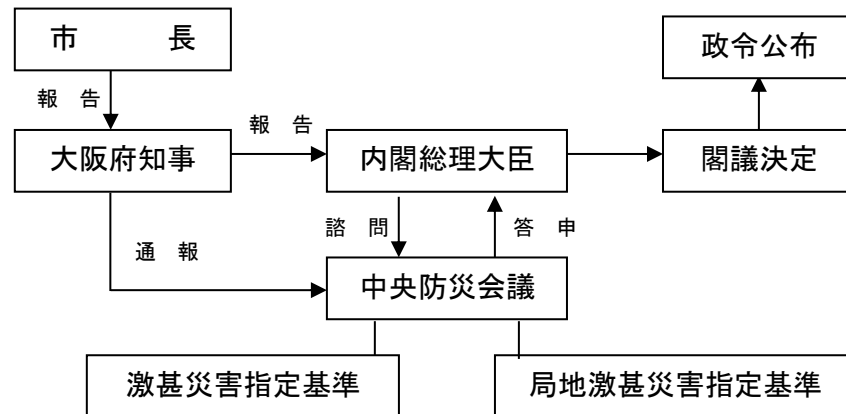 市　　　長
政令公布
報　告
大阪府知事
報　告
内閣総理大臣
閣議決定
諮　問
答　申
通　報
中央防災会議
激甚災害指定基準
局地激甚災害指定基準